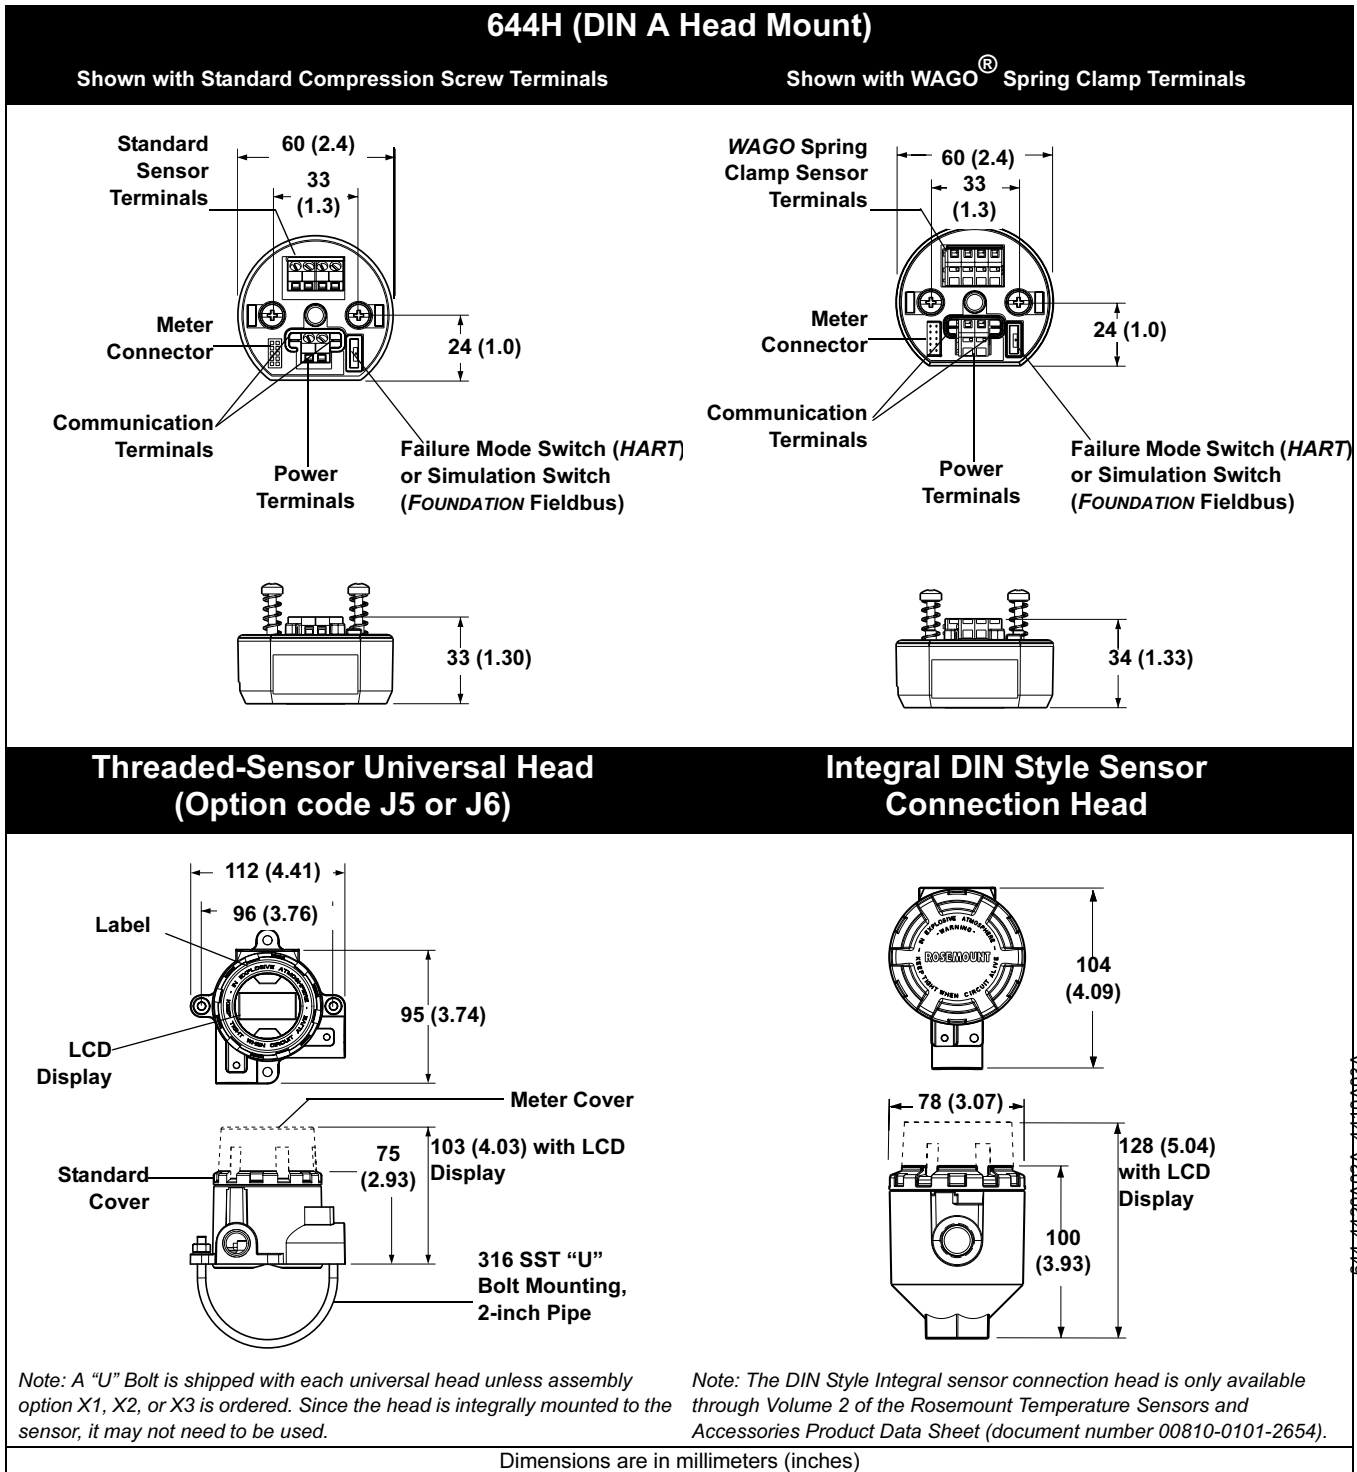 644H (DIN A Head Mount)
Shown with Standard Compression Screw Terminals
Shown with WAGO® Spring Clamp Terminals
Standard
Sensor
Terminals
60 (2.4)
33
(1.3)
Meter
Connector
24 (1.0)
Communication
Terminals
Power
Terminals
Failure Mode Switch (HART)
or Simulation Switch
(FOUNDATION Fieldbus)
33 (1.30)
WAGO Spring
Clamp Sensor
Terminals
60 (2.4)
33
(1.3)
Meter
Connector
24 (1.0)
Communication
Terminals
Power
Terminals
Failure Mode Switch (HART)
or Simulation Switch
(FOUNDATION Fieldbus)
34 (1.33)
Threaded-Sensor Universal Head
(Option code J5 or J6)
Integral DIN Style Sensor
Connection Head
112 (4.41)
96 (3.76)
Label
95 (3.74)
LCD
Display
Meter Cover
103 (4.03) with LCD
Display
75
(2.93)
Standard
Cover
316 SST “U”
Bolt Mounting,
2-inch Pipe
- IN EXPLOSIVE ATMOSPHERE -
- WARNING -
ROSEMOUNT
KEEP TIGHT WHEN CIRCUIT ALIVE
104
(4.09)
78 (3.07)
128 (5.04)
with LCD
Display
100
(3.93)
Note: A “U” Bolt is shipped with each universal head unless assembly
option X1, X2, or X3 is ordered. Since the head is integrally mounted to the
sensor, it may not need to be used.
Note: The DIN Style Integral sensor connection head is only available
through Volume 2 of the Rosemount Temperature Sensors and
Accessories Product Data Sheet (document number 00810-0101-2654).
Dimensions are in millimeters (inches)